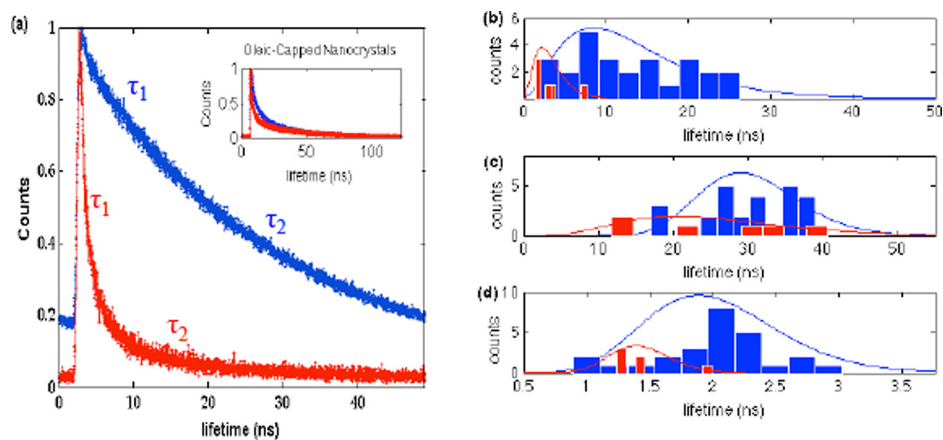 (a)
1
0.8
0.6
0.4
0.2
0
Counts
τ1
τ2
τ1
τ2
0 10 20 30 40
lifetime (ns)
Oleic-Capped Nanocrystals
1
0.5
0
Counts
0 50 100
lifetime (ns)
(b)
6
4
2
counts
0 10 20 30 40 50
lifetime (ns)
(c)
5
0
counts
0 10 20 30 40 50
lifetime (ns)
(d)
10
5
0
counts
0.5 1 1.5 2 2.5 3 3.5
lifetime (ns)